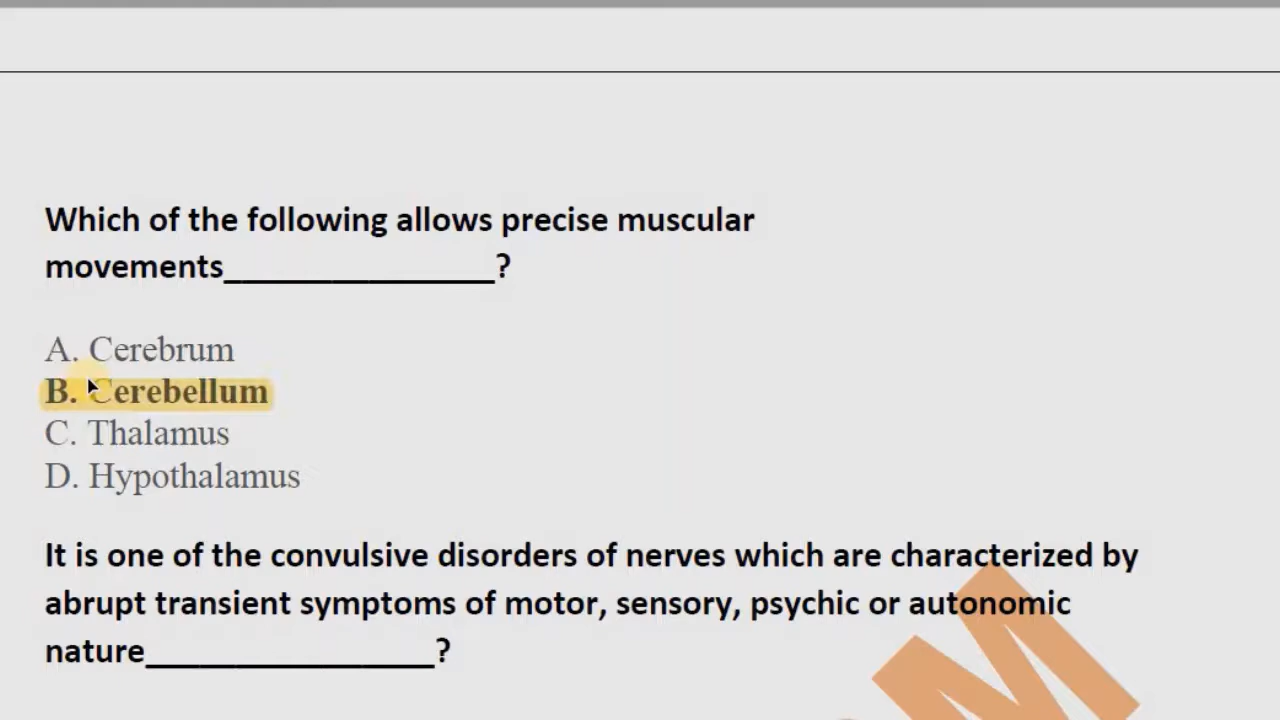 Which of the following allows precise muscular
movements_______________?
A. Cerebrum
B. Cerebellum
C. Thalamus
D. Hypothalamus
It is one of the convulsive disorders of nerves which are characterized by
abrupt transient symptoms of motor, sensory, psychic or autonomic
nature________________?
M